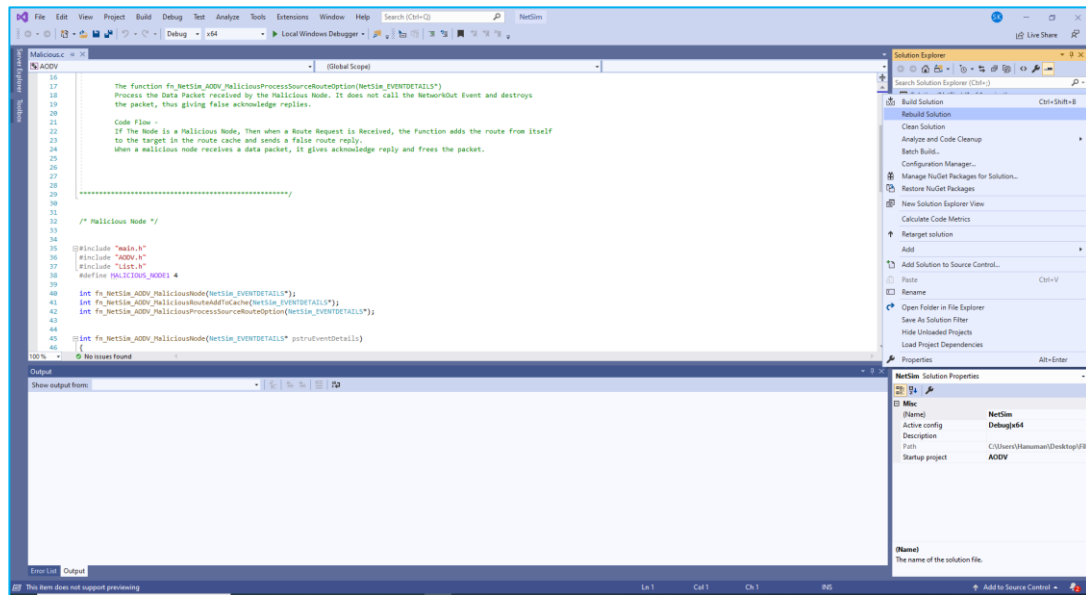 File Edit View Project Build Debug Test Analyze Tools Extensions Window Help Search (Ctrl+Q) NetSim
Debug x64 Local Windows Debugger Live Share
Server Explorer
Toolbox
Malicious.c
AODV (Global Scope)
16
17 The function fn_NetSim_AODV_MaliciousProcessSourceRouteOption(NetSim_EVENTDETAILS*)
18 Process the Data Packet received by the Malicious Node. It does not call the NetworkOut Event and destroys
19 the packet, thus giving false acknowledge replies.
20
21 Code Flow -
22 If The Node is a Malicious Node, Then when a Route Request is Received, the function adds the route from itself
23 to the target in the route cache and sends a false route reply.
24 When a malicious node receives a data packet, it gives acknowledge reply and frees the packet.
25
26
27
28
29 *****************************************************/
30
31
32 /* Malicious Node */
33
34
35 #include "main.h"
36 #include "AODV.h"
37 #include "List.h"
38 #define MALICIOUS_NODE1 4
39
40 int fn_NetSim_AODV_MaliciousNode(NetSim_EVENTDETAILS*);
41 int fn_NetSim_AODV_MaliciousRouteAddToCache(NetSim_EVENTDETAILS*);
42 int fn_NetSim_AODV_MaliciousProcessSourceRouteOption(NetSim_EVENTDETAILS*);
43
44
45 int fn_NetSim_AODV_MaliciousNode(NetSim_EVENTDETAILS* pstruEventDetails)
46 {
100 % No issues found
Output
Show output from:
Error List Output
Solution Explorer
Search Solution Explorer (Ctrl+;)
Build Solution Ctrl+Shift+B
Rebuild Solution
Clean Solution
Analyze and Code Cleanup
Batch Build...
Configuration Manager...
Manage NuGet Packages for Solution...
Restore NuGet Packages
New Solution Explorer View
Calculate Code Metrics
Retarget solution
Add
Add Solution to Source Control...
Paste Ctrl+V
Rename
Open Folder in File Explorer
Save As Solution Filter
Hide Unloaded Projects
Load Project Dependencies
Properties Alt+Enter
NetSim Solution Properties
Misc
(Name) NetSim
Active config Debug|x64
Description
Path C:\Users\Hanuman\Desktop\Fil
Startup project AODV
(Name)
The name of the solution file.
This item does not support previewing Ln 1 Col 1 Ch 1 INS Add to Source Control